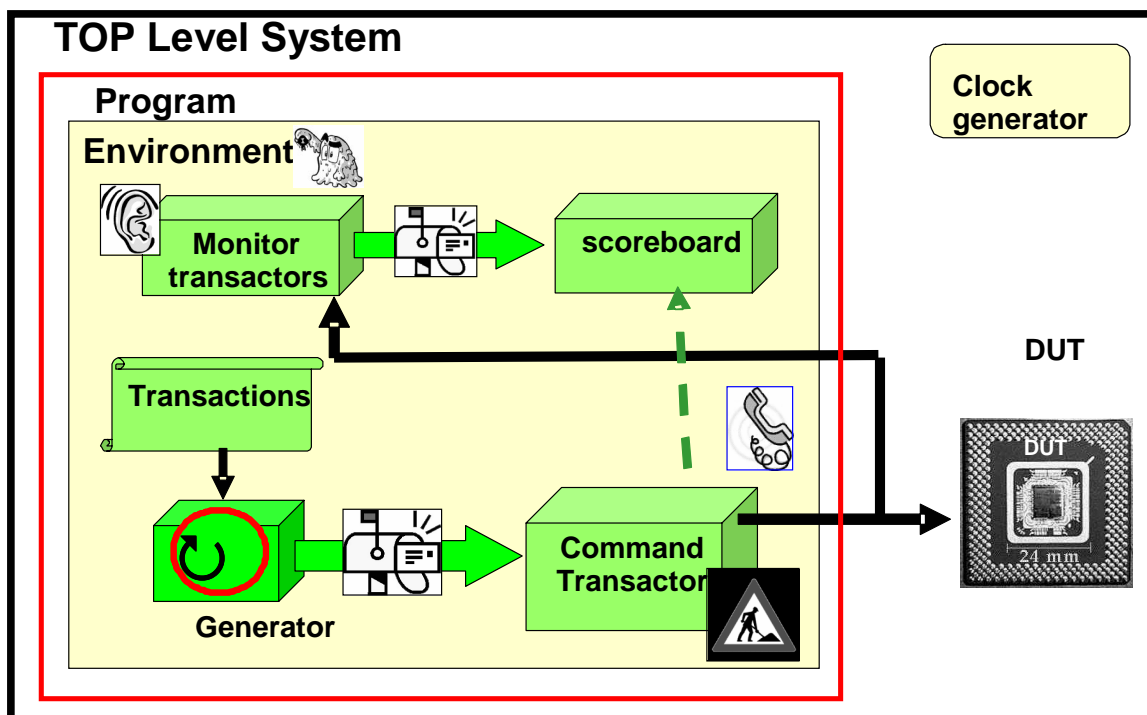 TOP Level System
Clock
generator
Program
Environment
Monitor
transactors
scoreboard
DUT
Transactions
DUT
24 mm
Command
Transactor
Generator